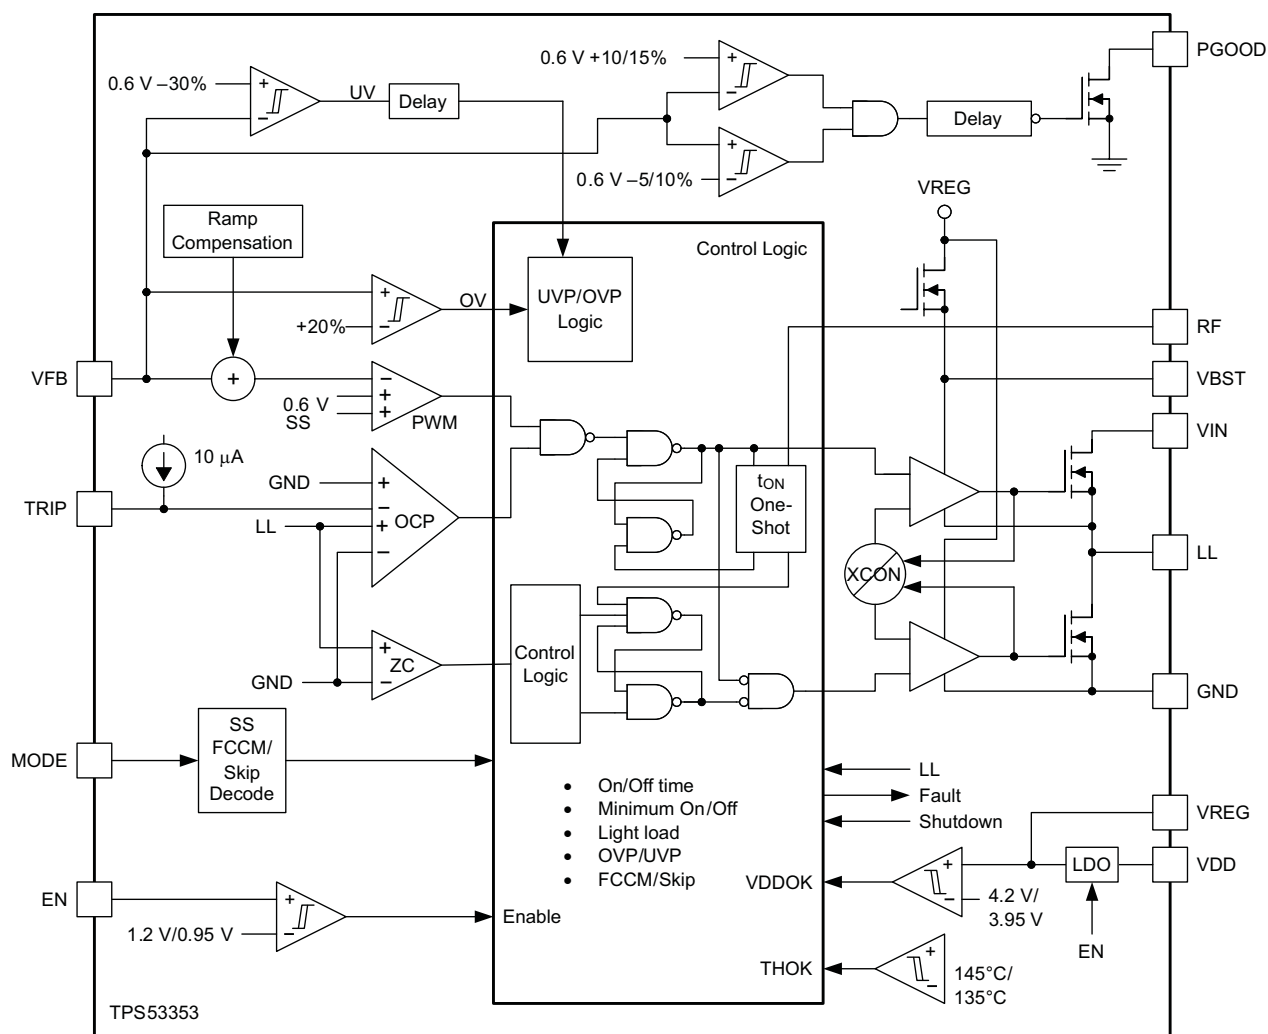 PGOOD
0.6 V +10/15%
0.6 V –30%
UV
Delay
Delay
0.6 V –5/10%
VREG
Ramp
Compensation
Control Logic
UVP/OVP
Logic
OV
+20%
RF
VFB
+
VBST
0.6 V
SS
PWM
VIN
10 μA
GND
TRIP
OCP
LL
tON
One-
Shot
LL
XCON
Control
Logic
ZC
GND
GND
MODE
SS
FCCM/
Skip
Decode
• On/Off time
• Minimum On/Off
• Light load
• OVP/UVP
• FCCM/Skip
LL
Fault
Shutdown
VREG
LDO
VDD
VDDOK
4.2 V/
3.95 V
EN
EN
1.2 V/0.95 V
Enable
THOK
145°C/
135°C
TPS53353